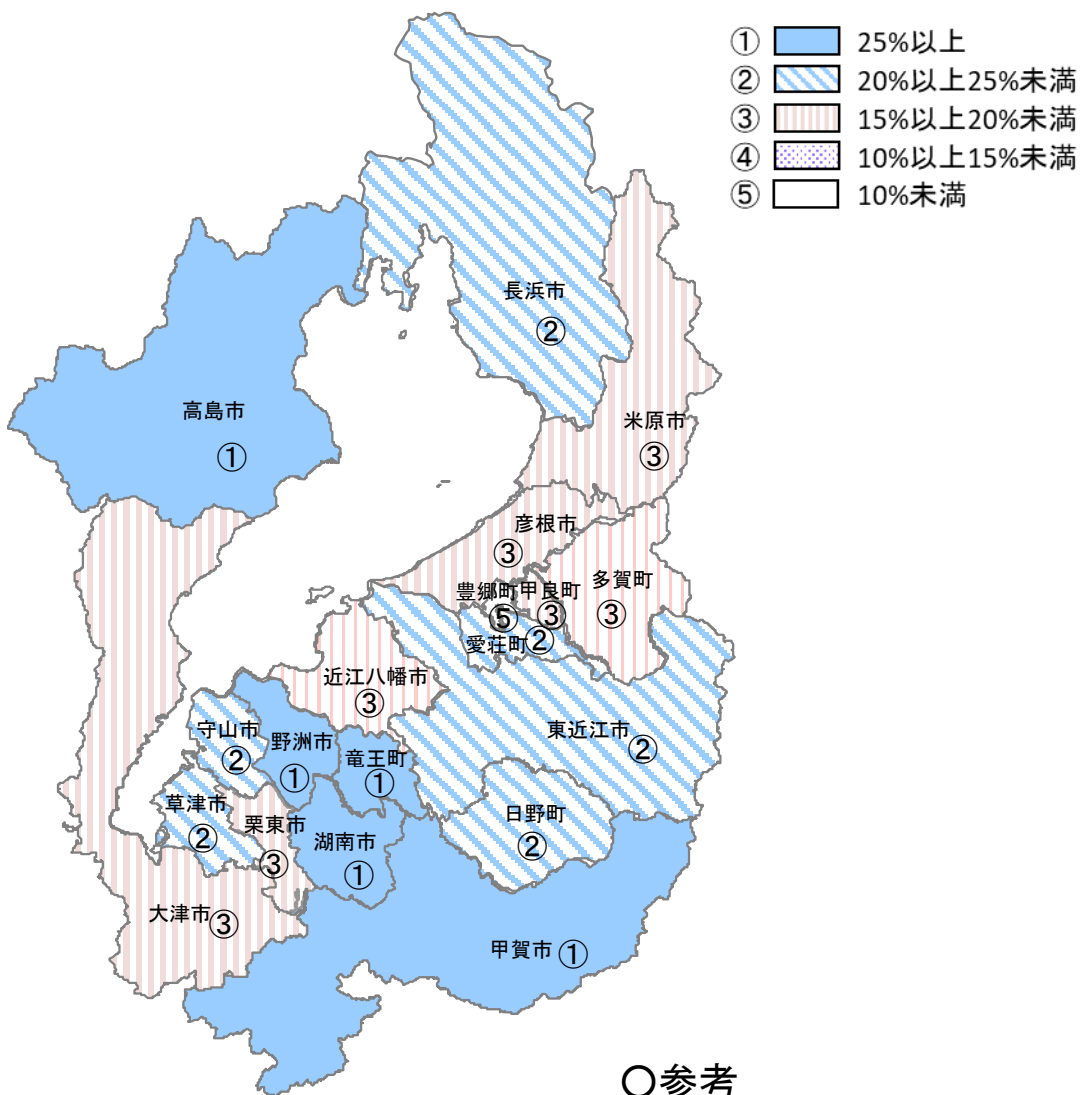 ① 25%以上
② 20%以上25%未満
③ 15%以上20%未満
④ 10%以上15%未満
⑤ 10%未満
長浜市
②
高島市
①
米原市
③
彦根市
③
豊郷町
⑤
甲良町
③
多賀町
③
愛荘町②
近江八幡市
③
東近江市②
守山市
②
野洲市
①
竜王町
①
草津市
②
栗東市
③
湖南市
①
日野町
②
大津市③
甲賀市①
○参考